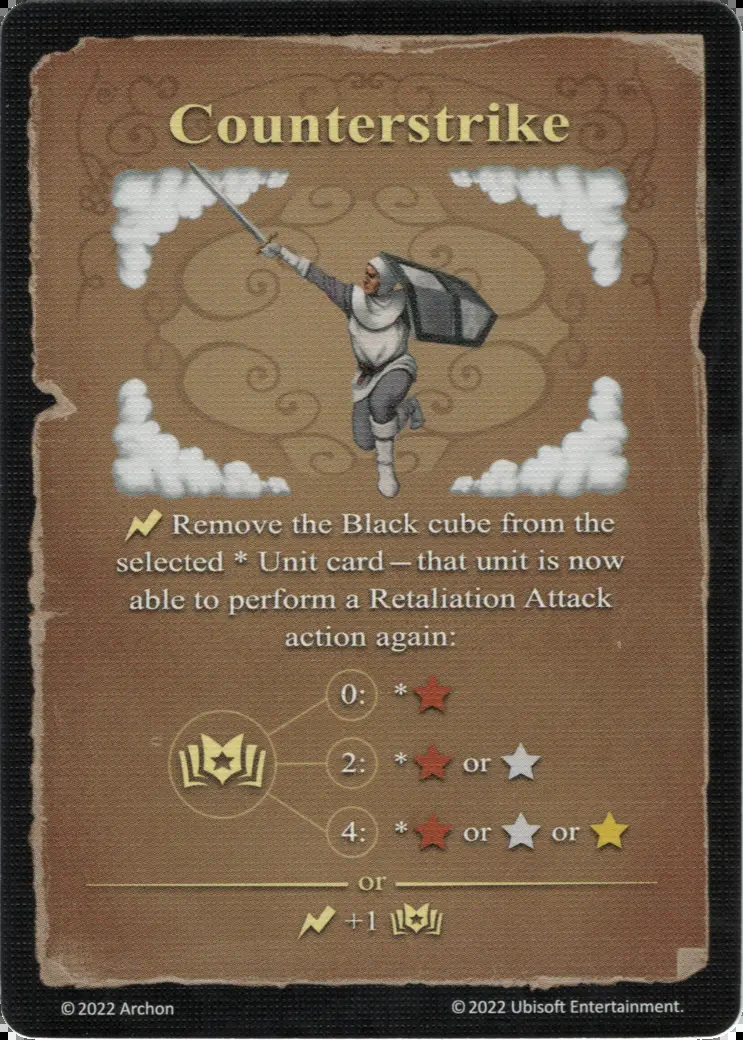 Counterstrike
Remove the Black cube from the
selected * Unit card – that unit is now
able to perform a Retaliation Attack
action again:
0: *
2: * or
4: * or or
or
+1
© 2022 Archon
© 2022 Ubisoft Entertainment.